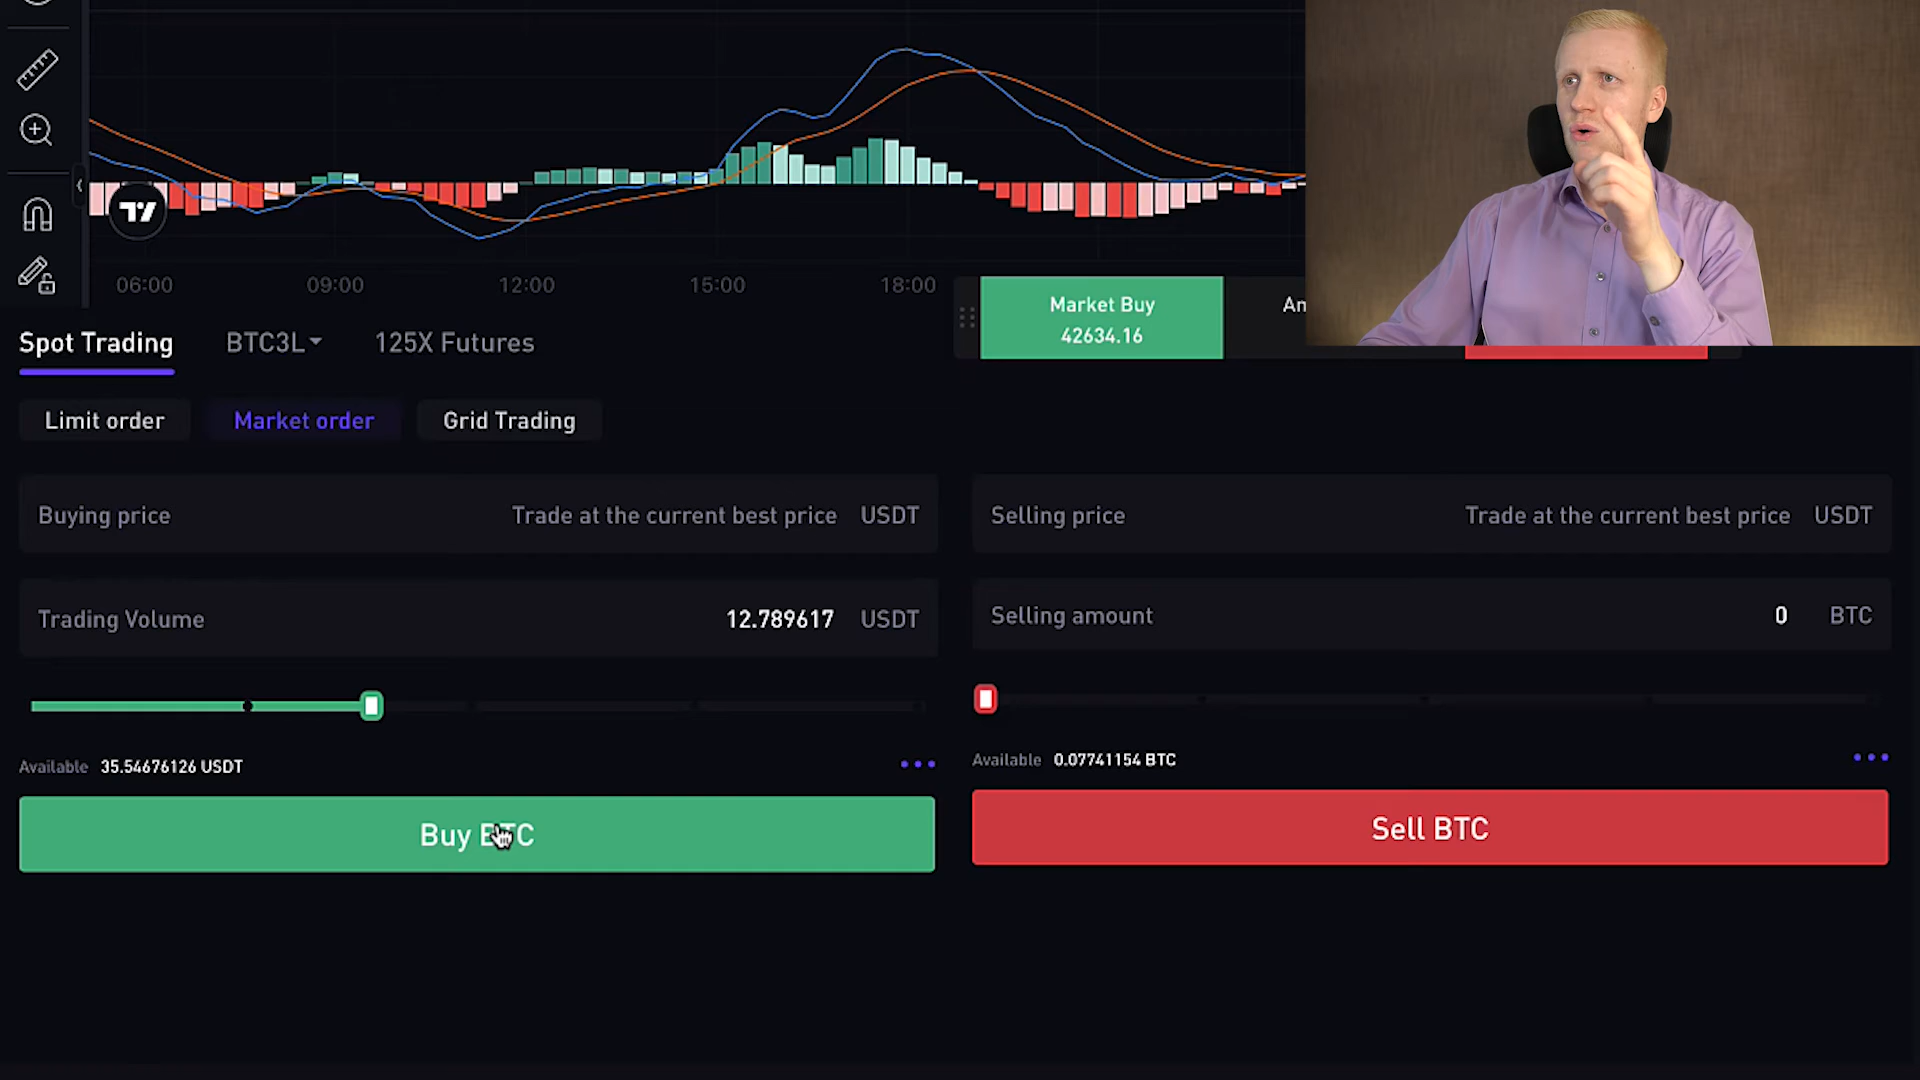 06:00 09:00 12:00 15:00 18:00
Market Buy
42634.16
Spot Trading BTC3L 125X Futures
Limit order Market order Grid Trading
Buying price Trade at the current best price USDT
Selling price Trade at the current best price USDT
Trading Volume 12.789617 USDT
Selling amount 0 BTC
Available 35.54676126 USDT
Available 0.07741154 BTC
Buy BTC
Sell BTC